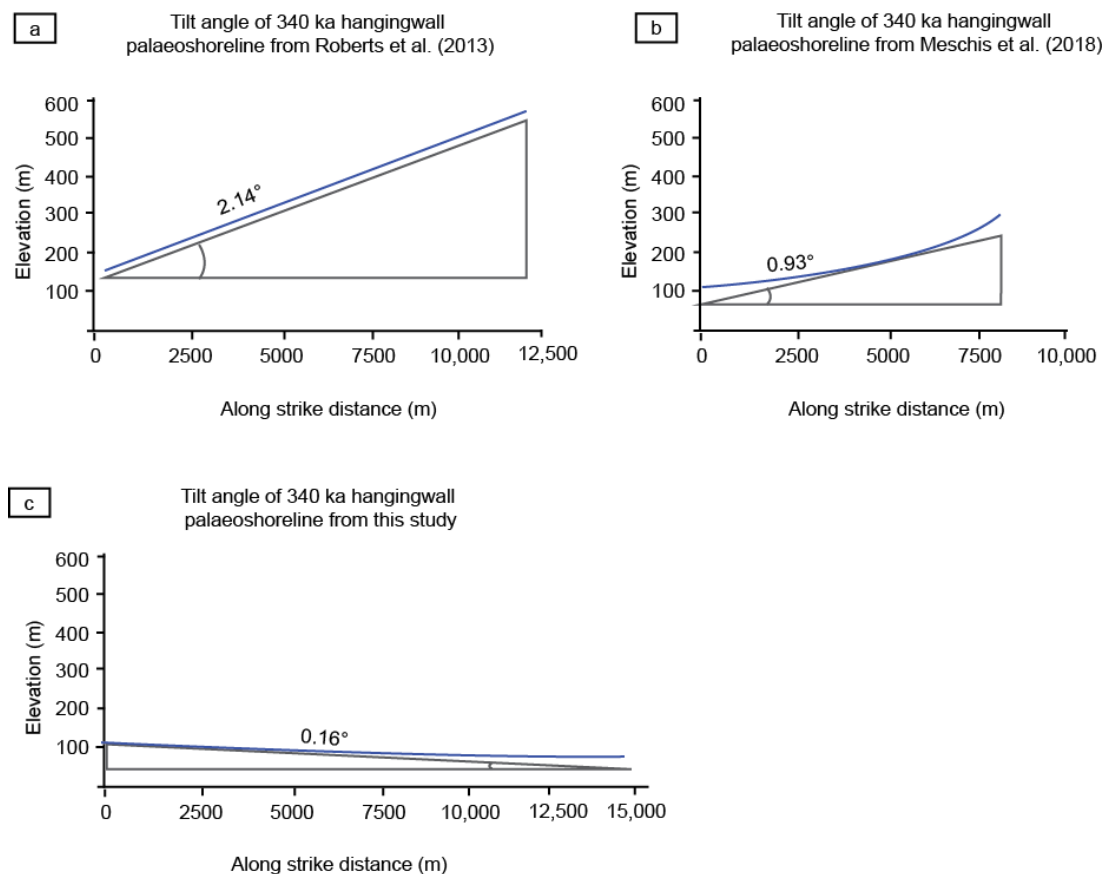 a
Tilt angle of 340 ka hangingwall
palaeoshoreline from Roberts et al. (2013)
600
500
400
300
200
100
Elevation (m)
2.14°
0 2500 5000 7500 10,000 12,500
Along strike distance (m)
b
Tilt angle of 340 ka hangingwall
palaeoshoreline from Meschis et al. (2018)
600
500
400
300
200
100
Elevation (m)
0.93°
0 2500 5000 7500 10,000
Along strike distance (m)
c
Tilt angle of 340 ka hangingwall
palaeoshoreline from this study
600
500
400
300
200
100
Elevation (m)
0.16°
0 2500 5000 7500 10,000 12,500 15,000
Along strike distance (m)